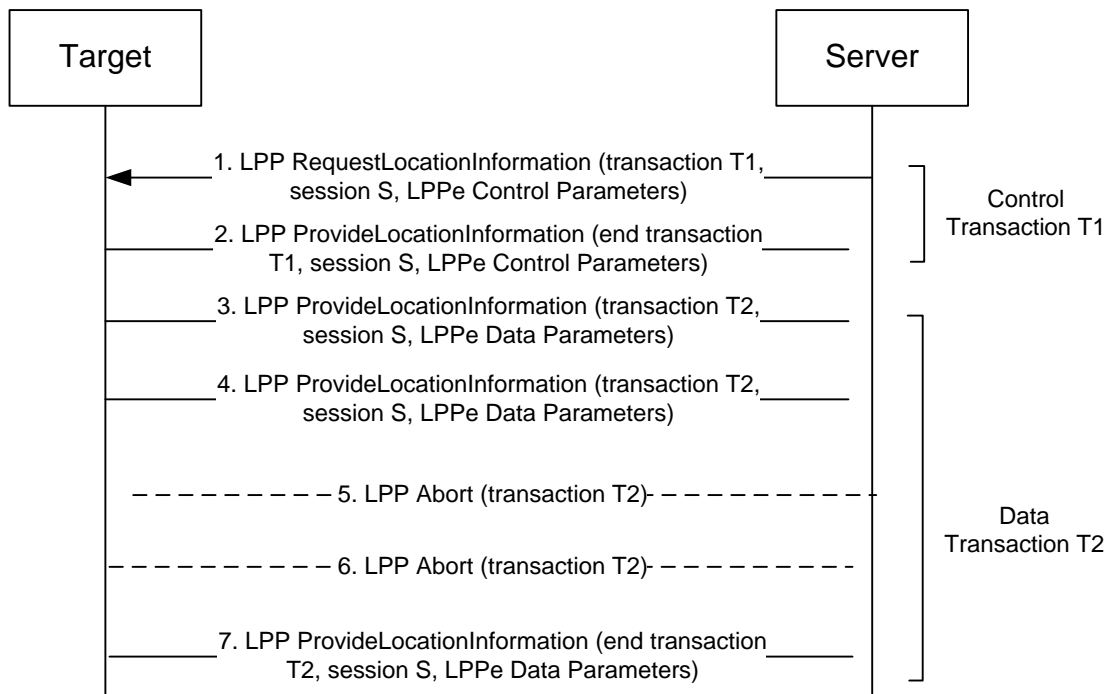 Target
Server
1. LPP RequestLocationInformation (transaction T1,
session S, LPPe Control Parameters)
Control
Transaction T1
2. LPP ProvideLocationInformation (end transaction
T1, session S, LPPe Control Parameters)
3. LPP ProvideLocationInformation (transaction T2,
session S, LPPe Data Parameters)
4. LPP ProvideLocationInformation (transaction T2,
session S, LPPe Data Parameters)
5. LPP Abort (transaction T2)
Data
Transaction T2
6. LPP Abort (transaction T2)
7. LPP ProvideLocationInformation (end transaction
T2, session S, LPPe Data Parameters)